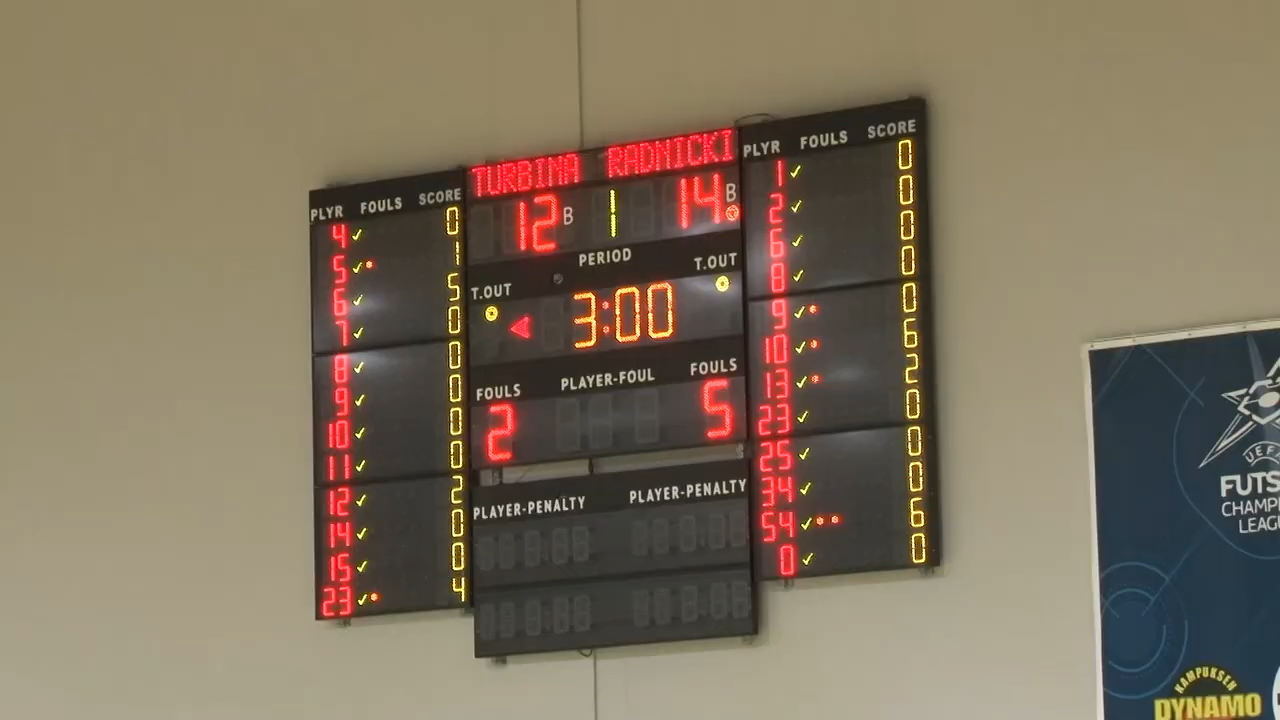 TURBINA RADNICKI
12 B 1 14 B
PERIOD
T.OUT T.OUT
3:00
FOULS PLAYER-FOUL FOULS
2 5
PLAYER-PENALTY PLAYER-PENALTY
PLYR FOULS SCORE
4 0
5 1
6 5
7 0
8 0
9 0
10 0
11 0
12 2
14 0
15 0
23 4
PLYR FOULS SCORE
1 0
2 0
6 0
8 0
9 0
10 6
13 2
23 0
25 0
34 0
54 6
0 0
UEFA
FUTS
CHAMPI
LEAGU
KAMPUKSEN
DYNAMO